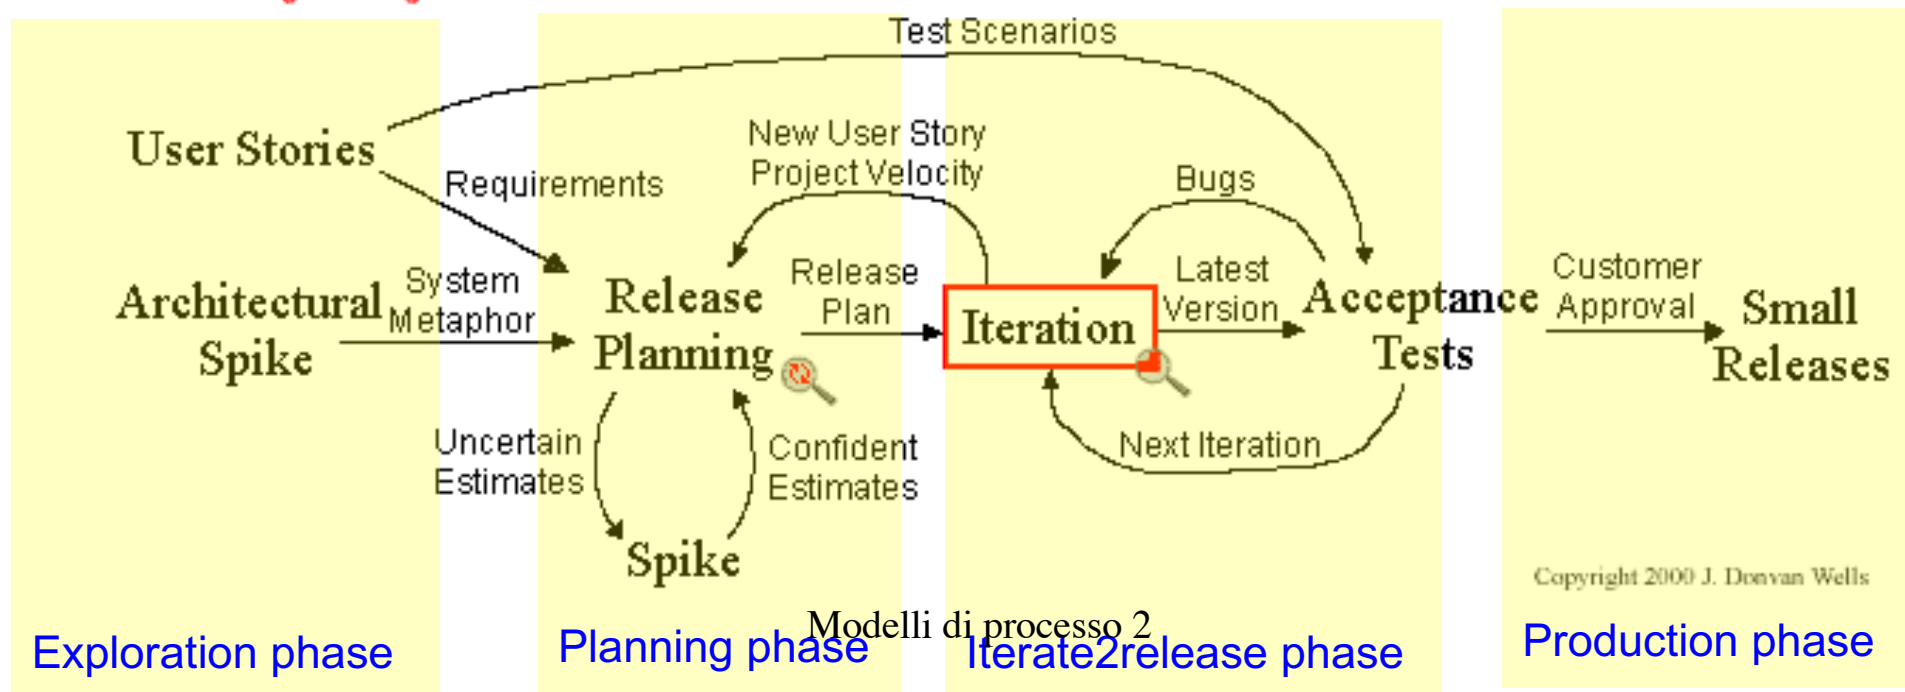 Test Scenarios
User Stories
New User Story
Project Velocity
Requirements
Bugs
Architectural
Spike
System
Metaphor
Release
Planning
Release
Plan
Iteration
Latest
Version
Acceptance
Tests
Customer
Approval
Small
Releases
Uncertain
Estimates
Confident
Estimates
Next Iteration
Spike
Copyright 2000 J. Donvan Wells
Modelli di processo 2
Exploration phase
Planning phase
Iterate2release phase
Production phase